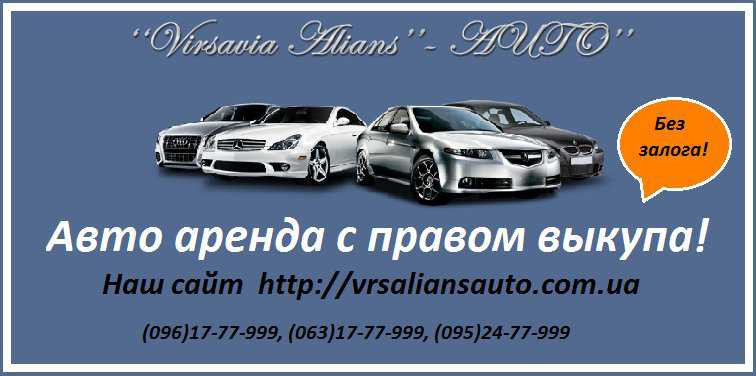 “Virsavia Alians”- АUTO”
Без
залога!
Авто аренда с правом выкупа!
Наш сайт http://vrsaliansauto.com.ua
(096)17-77-999, (063)17-77-999, (095)24-77-999